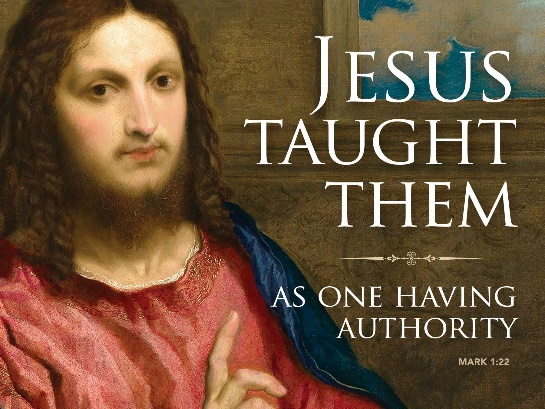 JESUS
TAUGHT
THEM
AS ONE HAVING
AUTHORITY
MARK 1:22